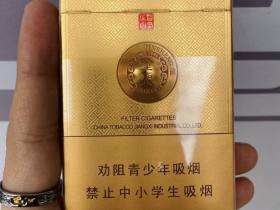 FILTER CIGARETTES
CHINA TOBACCO JIANGXI INDUSTRIAL CO.,LTD.
劝阻青少年吸烟
禁止中小学生吸烟